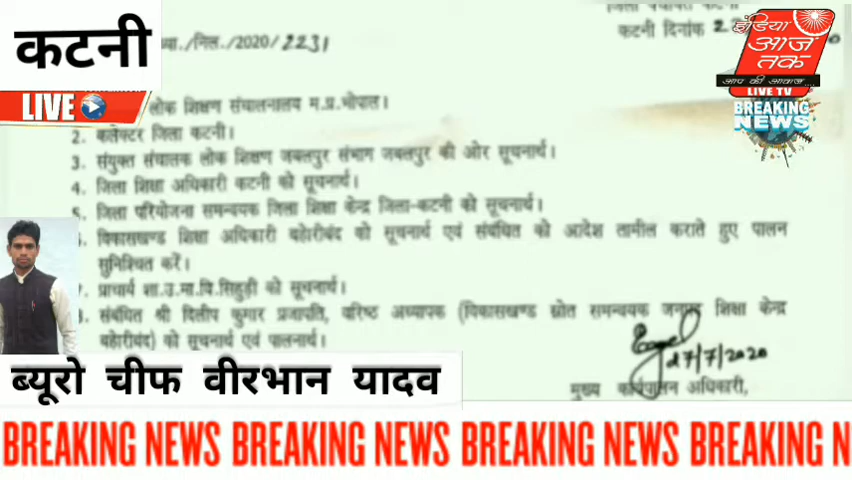 कटनी
LIVE
जिला पंचायत कटनी
कटनी दिनांक
/निल./2020/2231
इंडिया
आज
तक
आप की आवाज
LIVE TV
BREAKING
NEWS
लोक शिक्षण संचालनालय म.प्र.भोपाल।
2. कलेक्टर जिला कटनी।
3. संयुक्त संचालक लोक शिक्षण जबलपुर संभाग जबलपुर की ओर सूचनार्थ।
4. जिला शिक्षा अधिकारी कटनी को सूचनार्थ।
5. जिला परियोजना समन्वयक जिला शिक्षा केन्द्र जिला-कटनी को सूचनार्थ।
विकासखण्ड शिक्षा अधिकारी बहोरीबंद को सूचनार्थ एवं संबंधित को आदेश तामील कराते हुए पालन
सुनिश्चित करें।
प्राचार्य शा.उ.मा.वि.सिहुड़ी को सूचनार्थ।
संबंधित श्री दिलीप कुमार प्रजापति, वरिष्ठ अध्यापक (विकासखण्ड स्रोत समन्वयक जनपद शिक्षा केन्द्र
बहोरीबंद) को सूचनार्थ एवं पालनार्थ।
27/7/2020
मुख्य कार्यपालन अधिकारी,
ब्यूरो चीफ वीरभान यादव
BREAKING NEWS BREAKING NEWS BREAKING NEWS BREAKING N